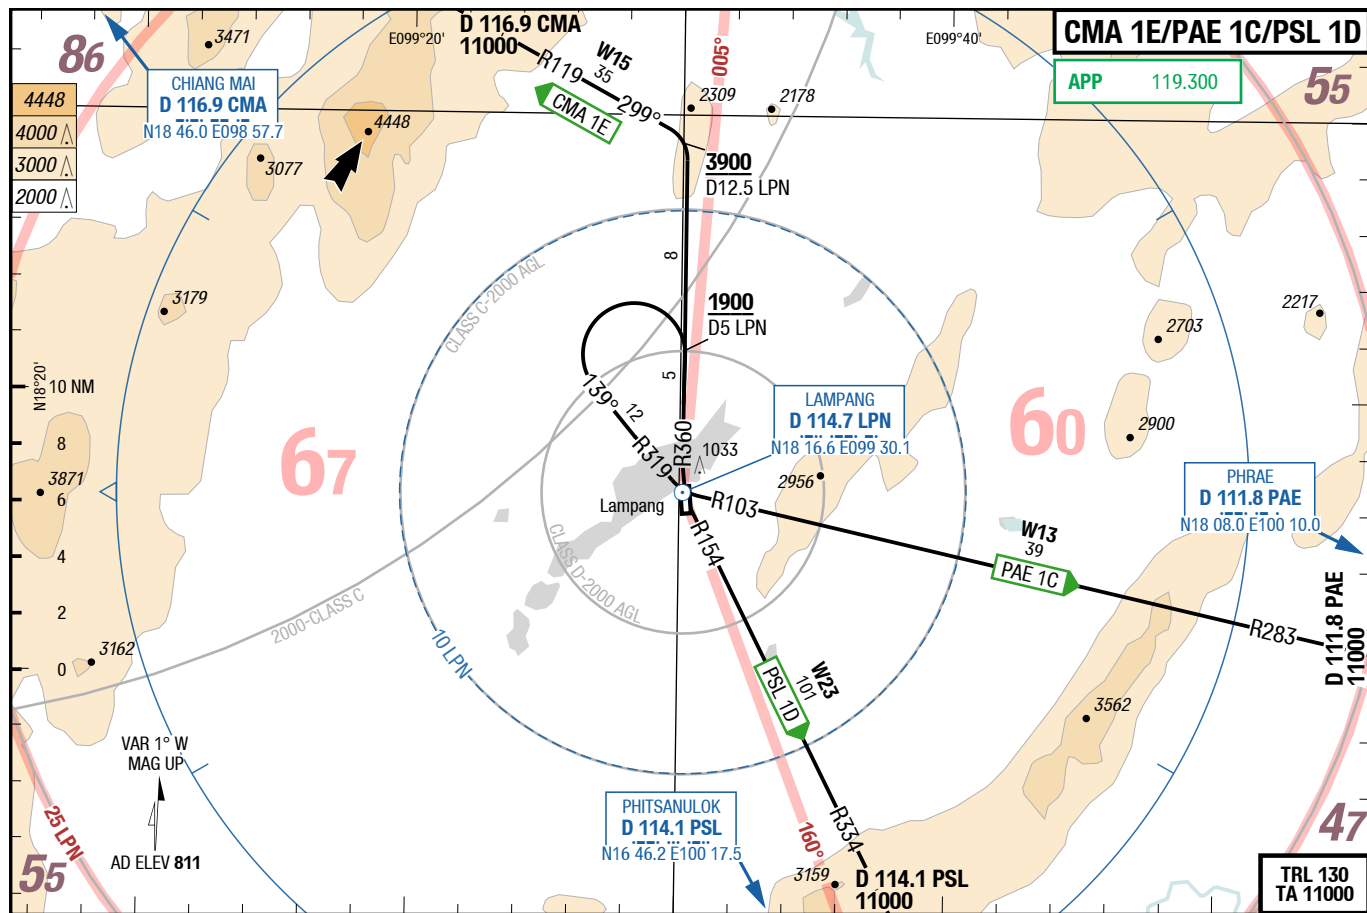 CMA 1E/PAE 1C/PSL 1D
APP 119.300
86
3471
E099°20'
D 116.9 CMA
11000
W15
35
R119
299°
CMA 1E
005°
E099°40'
55
CHIANG MAI
D 116.9 CMA
N18 46.0 E098 57.7
4448
4000
3000
2000
4448
3077
2309
2178
3900
D12.5 LPN
8
CLASS C-2000 AGL
3179
1900
D5 LPN
2703
2217
N18°20'
10 NM
8
6
4
2
0
5
139°
12
R319
R360
1033
LAMPANG
D 114.7 LPN
N18 16.6 E099 30.1
67
60
2900
3871
2956
Lampang
R103
R154
W13
39
PAE 1C
PHRAE
D 111.8 PAE
N18 08.0 E100 10.0
CLASS D-2000 AGL
2000-CLASS C
R283
D 111.8 PAE
11000
3162
10 LPN
W23
101
PSL 1D
3562
VAR 1° W
MAG UP
AD ELEV 811
25 LPN
55
PHITSANULOK
D 114.1 PSL
N16 46.2 E100 17.5
160°
R334
3159
D 114.1 PSL
11000
47
TRL 130
TA 11000